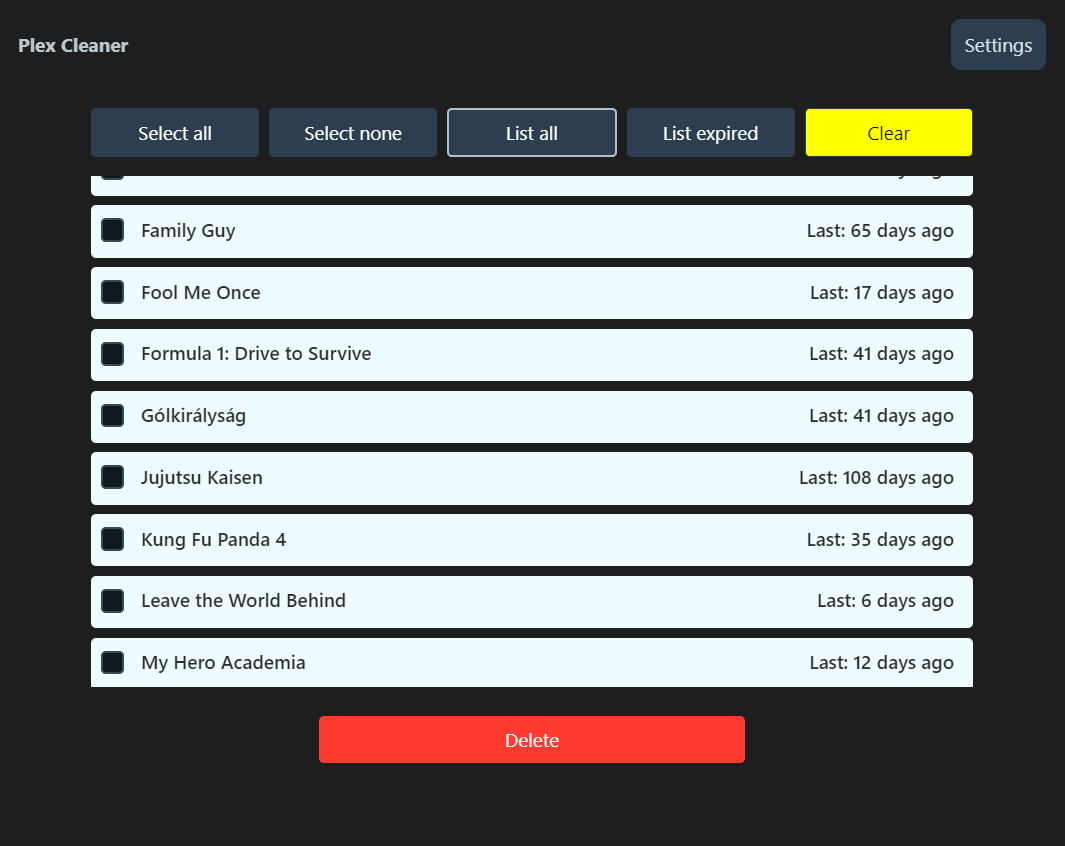 Plex Cleaner
Settings
Select all
Select none
List all
List expired
Clear
Family Guy Last: 65 days ago
Fool Me Once Last: 17 days ago
Formula 1: Drive to Survive Last: 41 days ago
Gólkirályság Last: 41 days ago
Jujutsu Kaisen Last: 108 days ago
Kung Fu Panda 4 Last: 35 days ago
Leave the World Behind Last: 6 days ago
My Hero Academia Last: 12 days ago
Delete